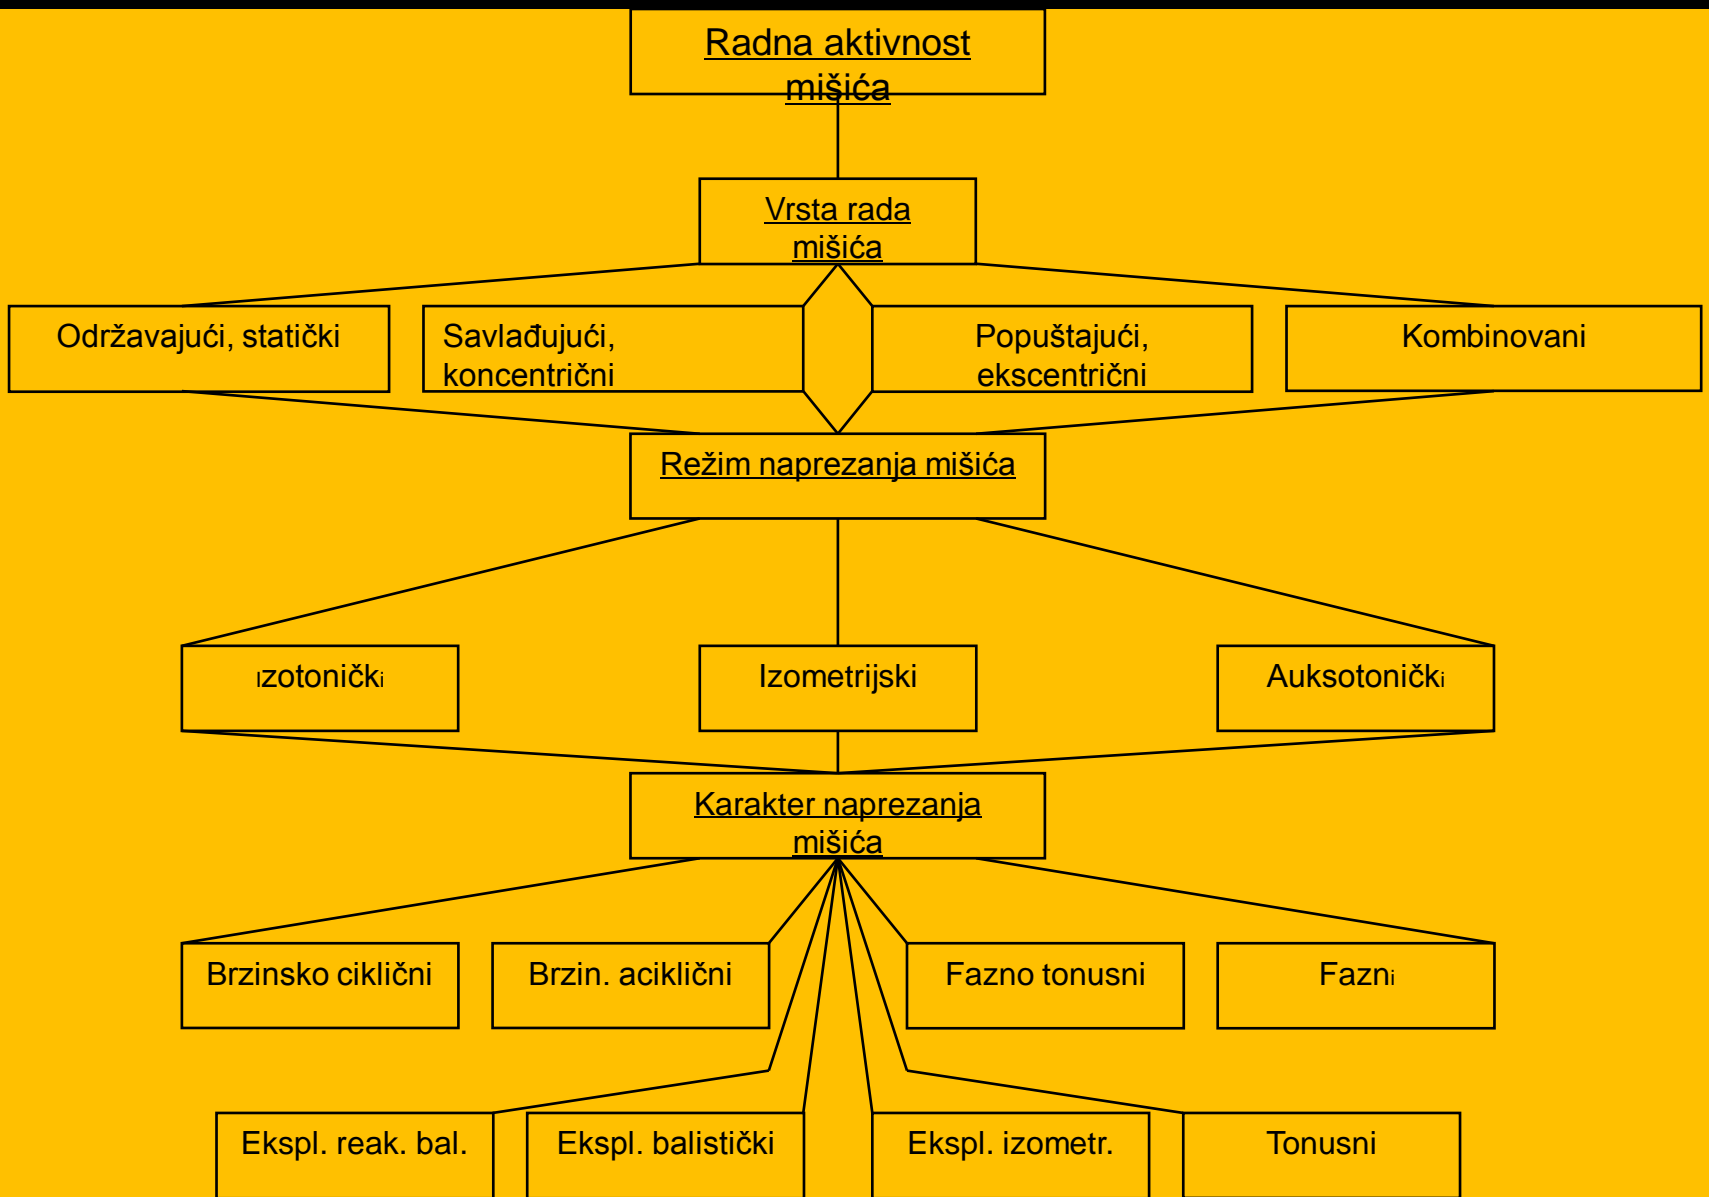 Radna aktivnost
mišića
Vrsta rada
mišića
Održavajući, statički
Savlađujući,
koncentrični
Popuštajući,
ekscentrični
Kombinovani
Režim naprezanja mišića
Izotonički
Izometrijski
Auksotonički
Karakter naprezanja
mišića
Brzinsko ciklični
Brzin. aciklični
Fazno tonusni
Fazni
Ekspl. reak. bal.
Ekspl. balistički
Ekspl. izometr.
Tonusni